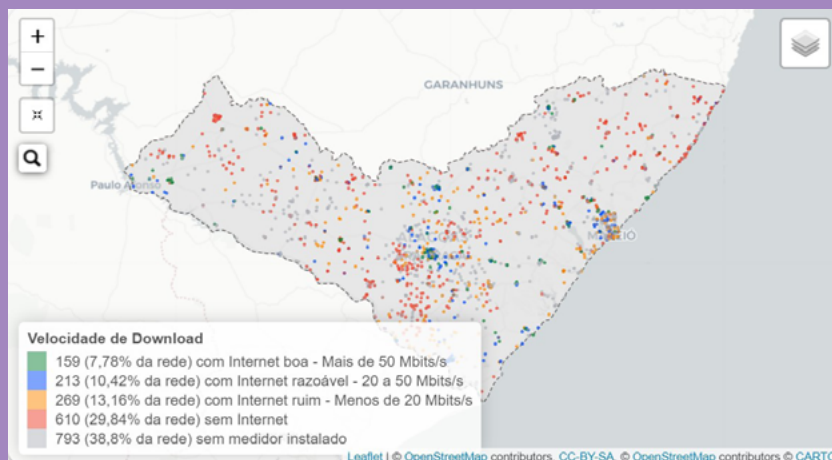 +
−
GARANHUNS
Paulo Afonso
MACEIÓ
Velocidade de Download
159 (7,78% da rede) com Internet boa - Mais de 50 Mbits/s
213 (10,42% da rede) com Internet razoável - 20 a 50 Mbits/s
269 (13,16% da rede) com Internet ruim - Menos de 20 Mbits/s
610 (29,84% da rede) sem Internet
793 (38,8% da rede) sem medidor instalado
Leaflet | © OpenStreetMap contributors, CC-BY-SA, © OpenStreetMap contributors © CARTO